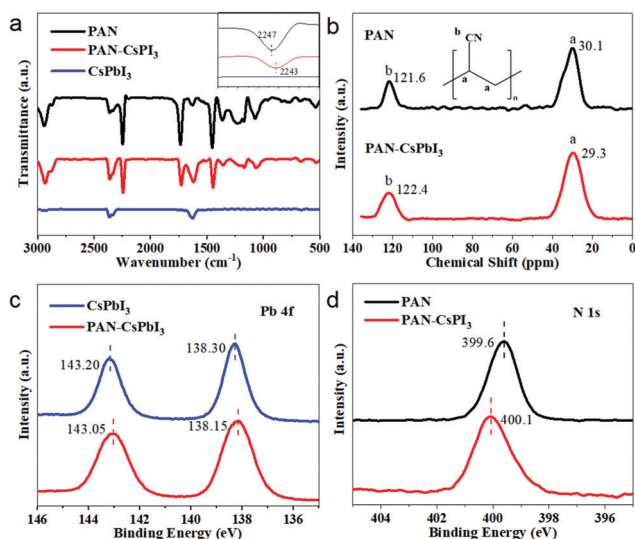 a
PAN
PAN-CsPI3
CsPbI3
2247
2243
Transmittance (a.u.)
3000 2500 2000 1500 1000 500
Wavenumber (cm-1)
b
PAN
b CN
a a n
a
30.1
b
121.6
PAN-CsPbI3
a
29.3
b
122.4
Intensity (a.u.)
140 120 100 80 60 40 20 0
Chemical Shift (ppm)
c
CsPbI3
PAN-CsPbI3
Pb 4f
143.20
138.30
143.05
138.15
Intensity (a.u.)
146 144 142 140 138 136
Binding Energy (eV)
d
PAN
PAN-CsPI3
N 1s
399.6
400.1
Intensity (a.u.)
404 402 400 398 396
Binding Energy (eV)